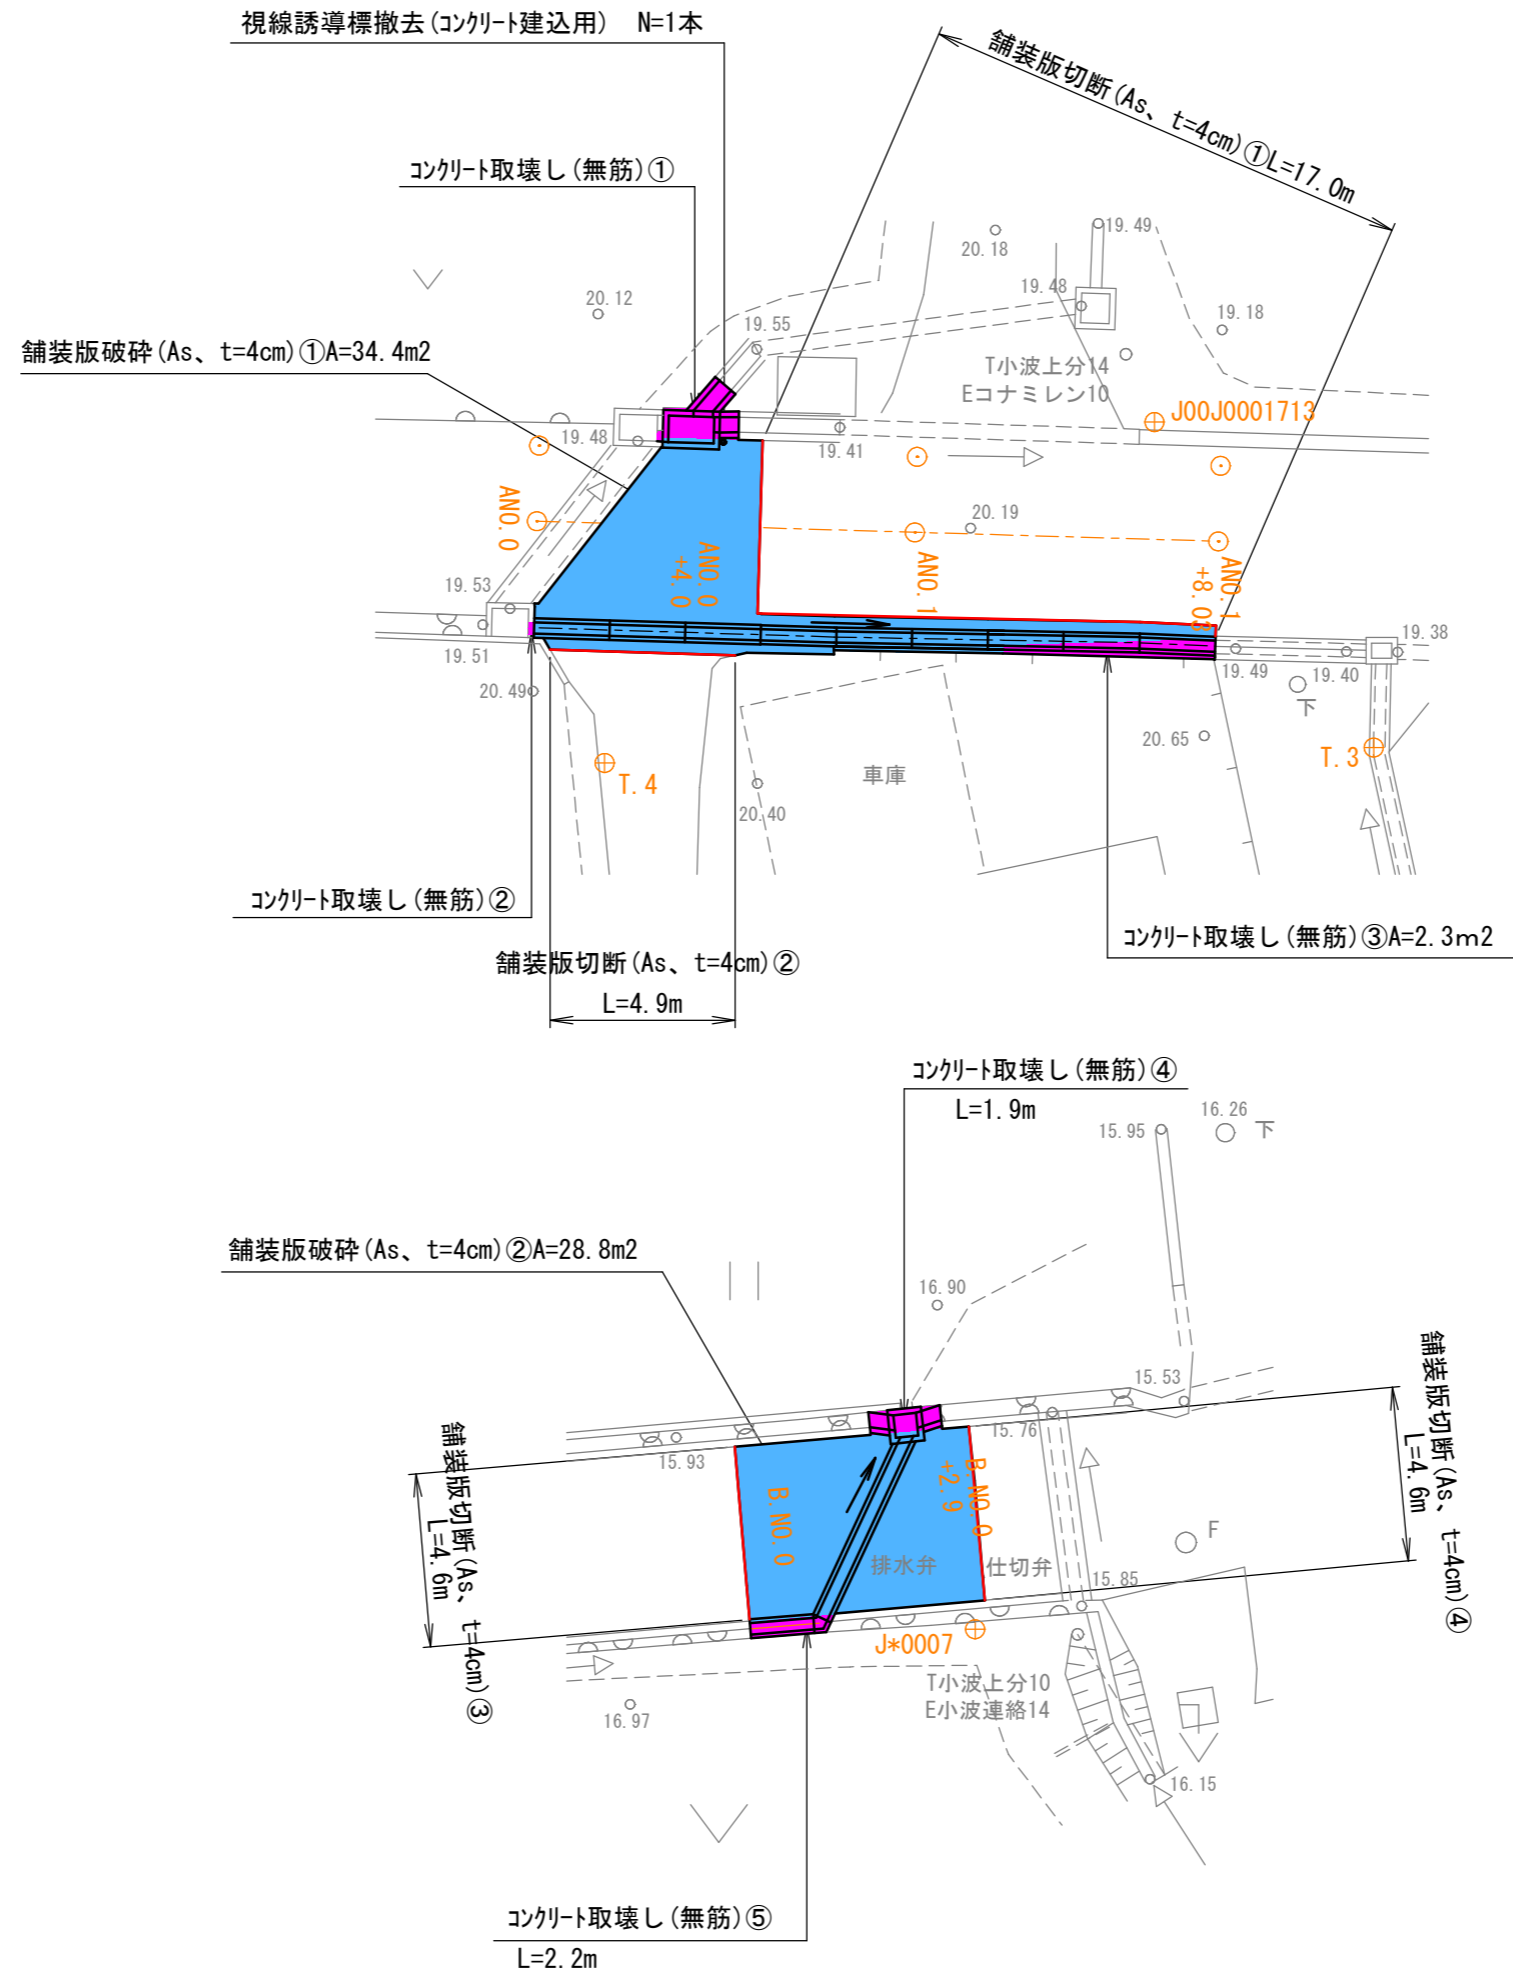 視線誘導標撤去(コンクリート建込用)　N=1本
舗装版切断(As、t=4cm)①L=17.0m
コンクリート取壊し(無筋)①
19.49
20.18
19.48
20.12
19.18
19.55
舗装版破砕(As、t=4cm)①A=34.4m2
T小波上分14
Eコナミレン10
J00J0001713
19.48
19.41
ANO.0
20.19
ANO.0
+4.0
ANO.1
ANO.1
+8.03
19.53
19.51
19.38
19.49
19.40
20.49
下
20.65
T.3
T.4
車庫
20.40
コンクリート取壊し(無筋)②
コンクリート取壊し(無筋)③A=2.3m2
舗装版切断(As、t=4cm)②
L=4.9m
コンクリート取壊し(無筋)④
L=1.9m
16.26
15.95
下
舗装版破砕(As、t=4cm)②A=28.8m2
16.90
15.53
舗装版切断(As、t=4cm)④
L=4.6m
15.76
15.93
舗装版切断(As、t=4cm)③
L=4.6m
B.NO.0
B.NO.0
+2.9
F
排水弁
仕切弁
15.85
J*0007
T小波上分10
E小波連絡14
16.97
16.15
コンクリート取壊し(無筋)⑤
L=2.2m